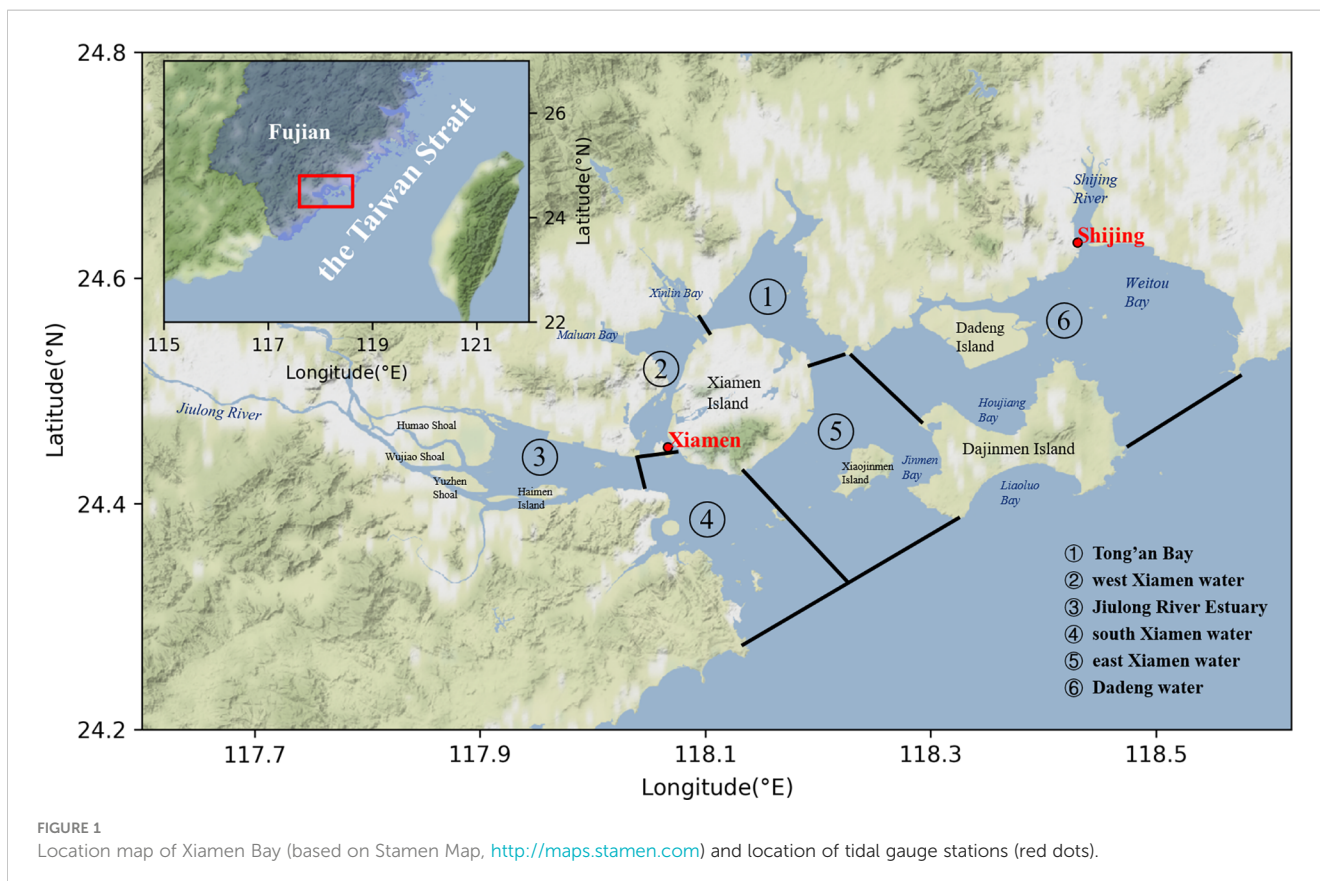 24.8
24.6
24.4
24.2
Latitude(°N)
117.7
117.9
118.1
118.3
118.5
Longitude(°E)
Fujian
the Taiwan Strait
26
24
22
Latitude(°N)
115
117
119
121
Longitude(°E)
Shijing
River
Shijing
Weitou
Bay
Xinlin Bay
①
Maluan Bay
②
⑥
Dadeng
Island
Xiamen
Island
Jiulong River
Humao Shoal
Wujiao Shoal
Yuzhen
Shoal
③
Haimen
Island
Xiamen
⑤
Houjiang
Bay
Dajinmen Island
Xiaojinmen
Island
Jinmen
Bay
Liaoluo
Bay
④
① Tong'an Bay
② west Xiamen water
③ Jiulong River Estuary
④ south Xiamen water
⑤ east Xiamen water
⑥ Dadeng water
FIGURE 1
Location map of Xiamen Bay (based on Stamen Map, http://maps.stamen.com) and location of tidal gauge stations (red dots).